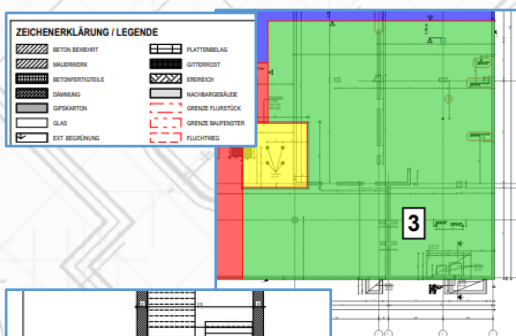 ZEICHENERKLÄRUNG / LEGENDE
BETON BEWEHRT
MAUERWERK
BETONFERTIGTEILE
DÄMMUNG
GIPSKARTON
GLAS
EXT. BEGRÜNUNG
PLATTENBELAG
GITTERROST
ERDREICH
NACHBARGEBÄUDE
GRENZE FLURSTÜCK
GRENZE BAUFENSTER
FLUCHTWEG
3